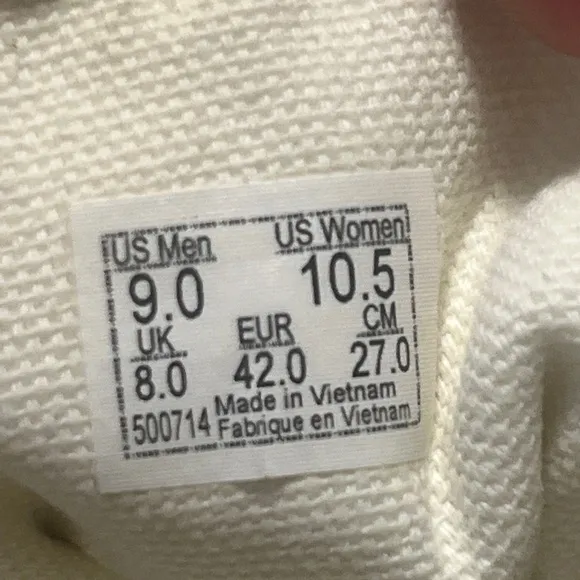 US Men US Women
9.0 10.5
UK EUR CM
8.0 42.0 27.0
Made in Vietnam
500714 Fabrique en Vietnam